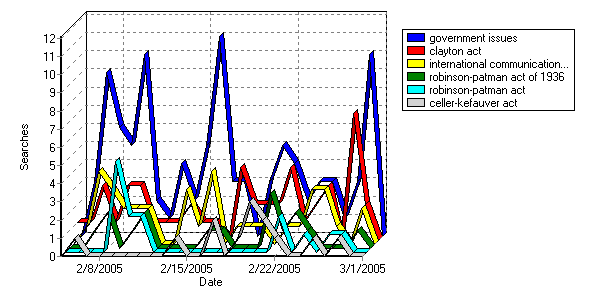 12
11
10
9
8
7
6
5
4
3
2
1
0
Searches
2/8/2005
2/15/2005
2/22/2005
3/1/2005
Date
government issues
clayton act
international communication...
robinson-patman act of 1936
robinson-patman act
celler-kefauver act